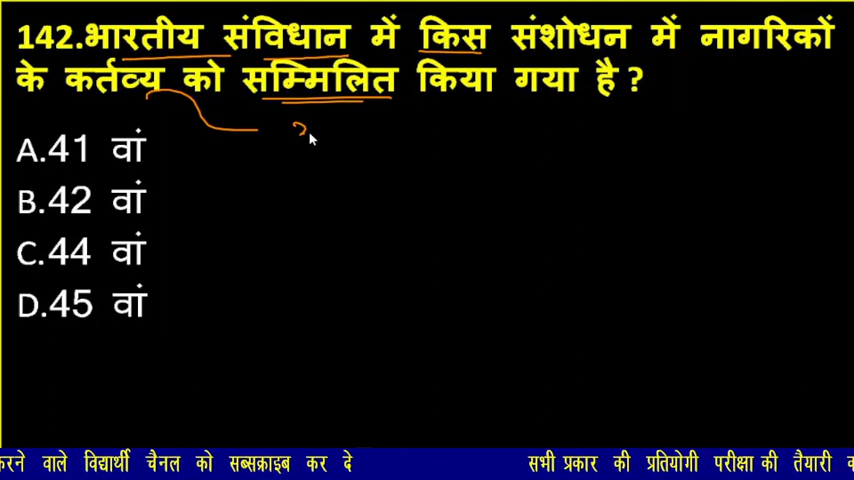 142.भारतीय संविधान में किस संशोधन में नागरिकों
के कर्तव्य को सम्मिलित किया गया है ?
A.41 वां
B.42 वां
C.44 वां
D.45 वां
करने वाले विद्यार्थी चैनल को सब्सक्राइब कर दे सभी प्रकार की प्रतियोगी परीक्षा की तैयारी